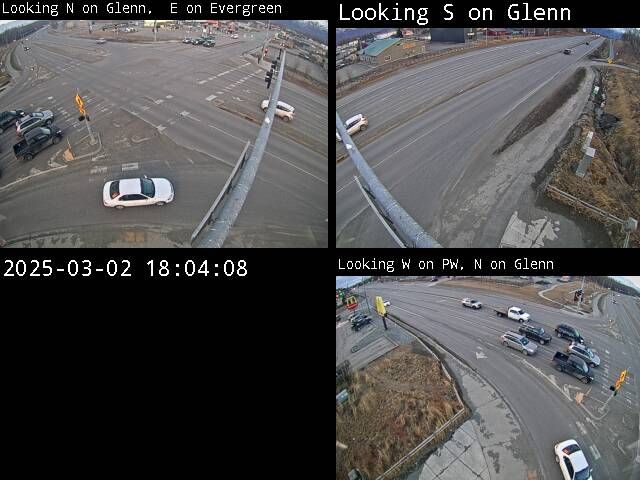 Looking N on Glenn,  E on Evergreen
Looking S on Glenn
2025-03-02 18:04:08
Looking W on PW, N on Glenn